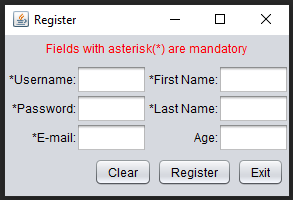 Register
Fields with asterisk(*) are mandatory
*Username: *First Name:
*Password: *Last Name:
*E-mail: Age:
Clear Register Exit